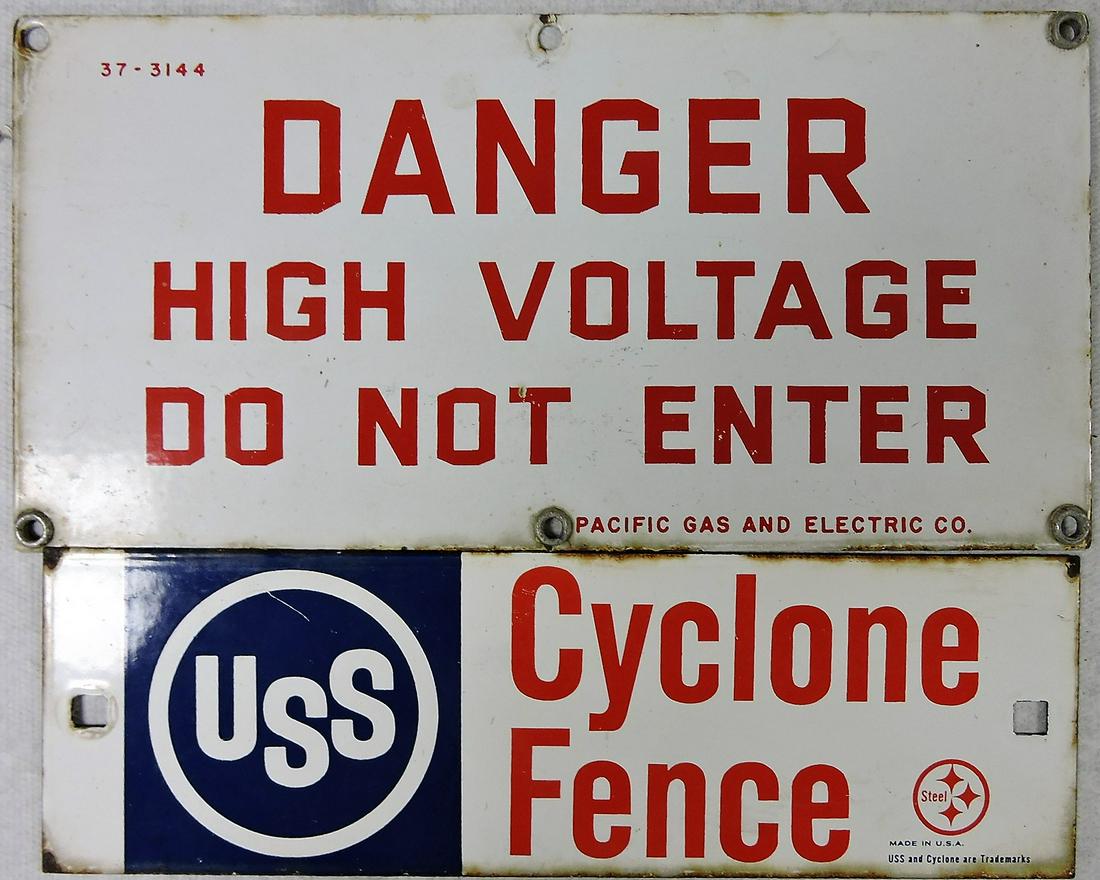 37-3144
DANGER
HIGH VOLTAGE
DO NOT ENTER
PACIFIC GAS AND ELECTRIC CO.
USS
Cyclone
Fence
Steel
MADE IN U.S.A.
USS and Cyclone are Trademarks